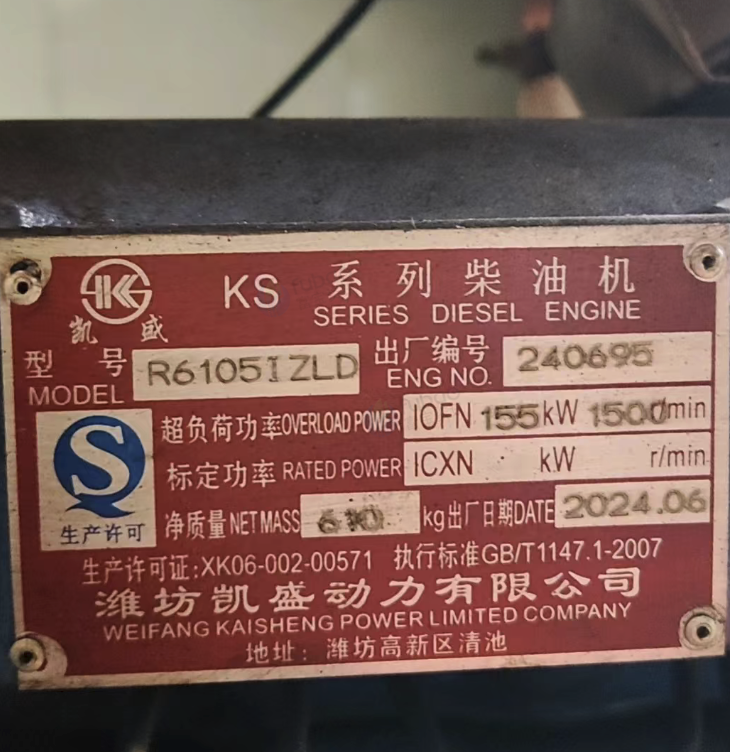 凯盛
KS 系列柴油机
SERIES DIESEL ENGINE
型号 R6105IZLD 出厂编号 240695
MODEL ENG NO.
超负荷功率OVERLOAD POWER IOFN 155kW 1500r/min
标定功率 RATED POWER ICXN kW r/min
生产许可
净质量 NET MASS kg 出厂日期DATE 2024.06
生产许可证:XK06-002-00571 执行标准GB/T1147.1-2007
潍坊凯盛动力有限公司
WEIFANG KAISHENG POWER LIMITED COMPANY
地址：潍坊高新区清池